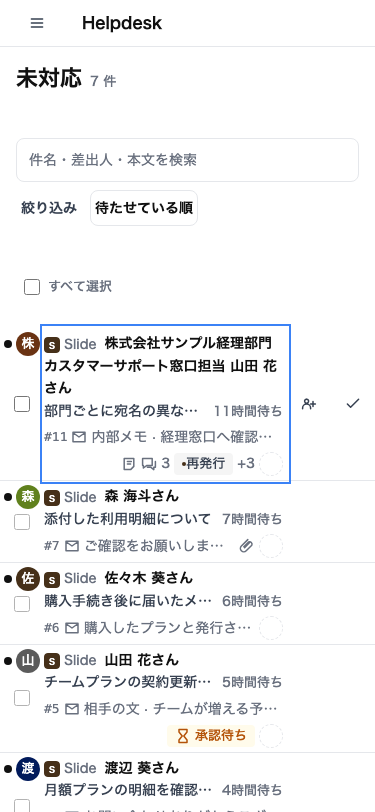 Helpdesk
未対応 7 件
件名・差出人・本文を検索
絞り込み 待たせている順
すべて選択
株 s Slide 株式会社サンプル経理部門
カスタマーサポート窓口担当 山田 花
さん
部門ごとに宛名の異な… 11時間待ち
#11 内部メモ · 経理窓口へ確認…
3 •再発行 +3
森 s Slide 森 海斗さん
添付した利用明細について 7時間待ち
#7 ご確認をお願いしま…
佐 s Slide 佐々木 葵さん
購入手続き後に届いたメ… 6時間待ち
#6 購入したプランと発行さ…
山 s Slide 山田 花さん
チームプランの契約更新… 5時間待ち
#5 相手の文 · チームが増える予…
承認待ち
渡 s Slide 渡辺 葵さん
月額プランの明細を確認… 4時間待ち